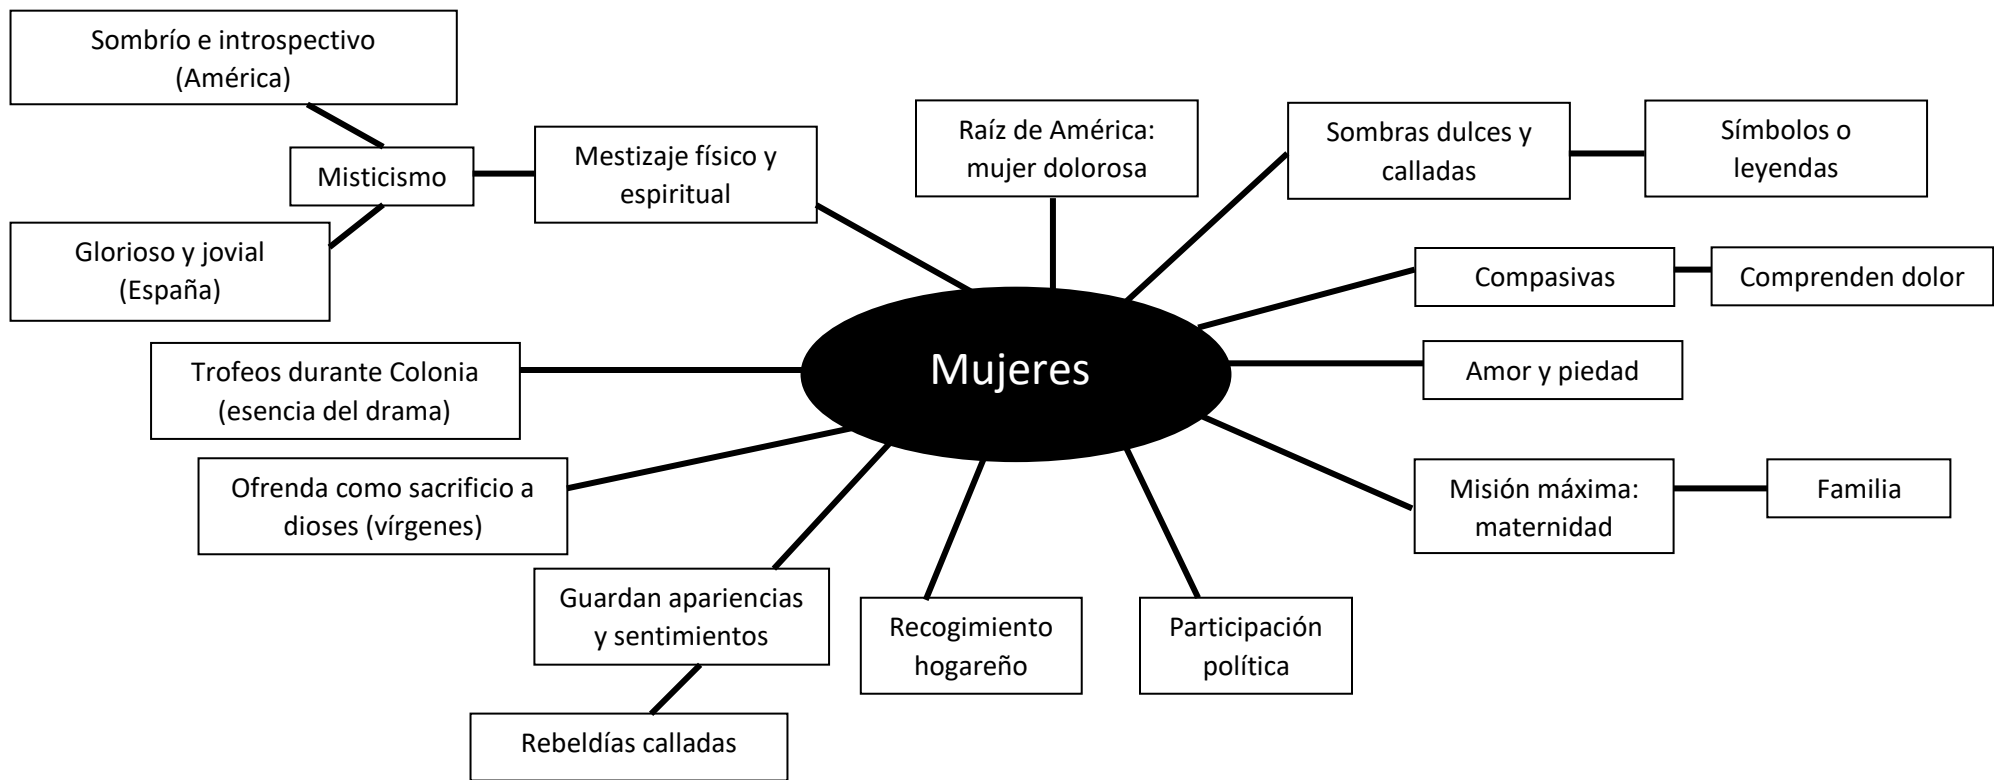 Sombrío e introspectivo
(América)
Raíz de América:
mujer dolorosa
Sombras dulces y
calladas
Símbolos o
leyendas
Mestizaje físico y
espiritual
Misticismo
Glorioso y jovial
(España)
Compasivas
Comprenden dolor
Mujeres
Trofeos durante Colonia
(esencia del drama)
Amor y piedad
Ofrenda como sacrificio a
dioses (vírgenes)
Misión máxima:
maternidad
Familia
Guardan apariencias
y sentimientos
Recogimiento
hogareño
Participación
política
Rebeldías calladas